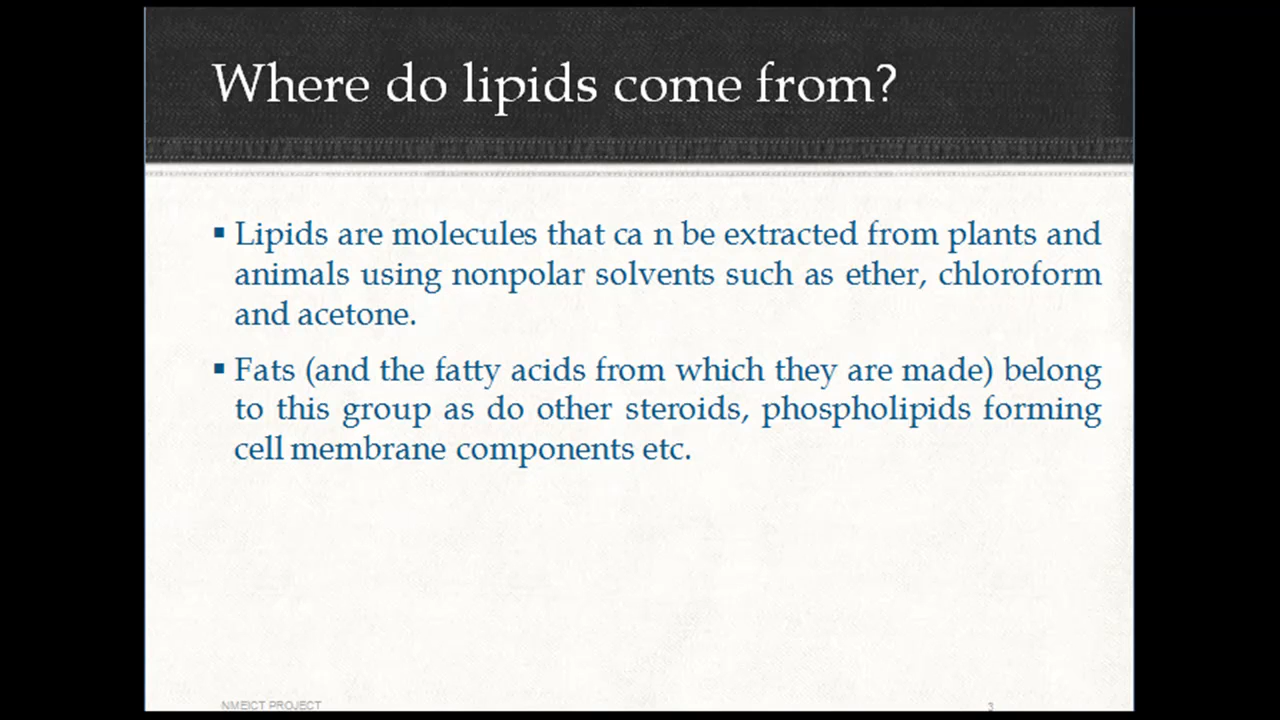 Where do lipids come from?
▪ Lipids are molecules that ca n be extracted from plants and
animals using nonpolar solvents such as ether, chloroform
and acetone.
▪ Fats (and the fatty acids from which they are made) belong
to this group as do other steroids, phospholipids forming
cell membrane components etc.
NMEICT PROJECT
3